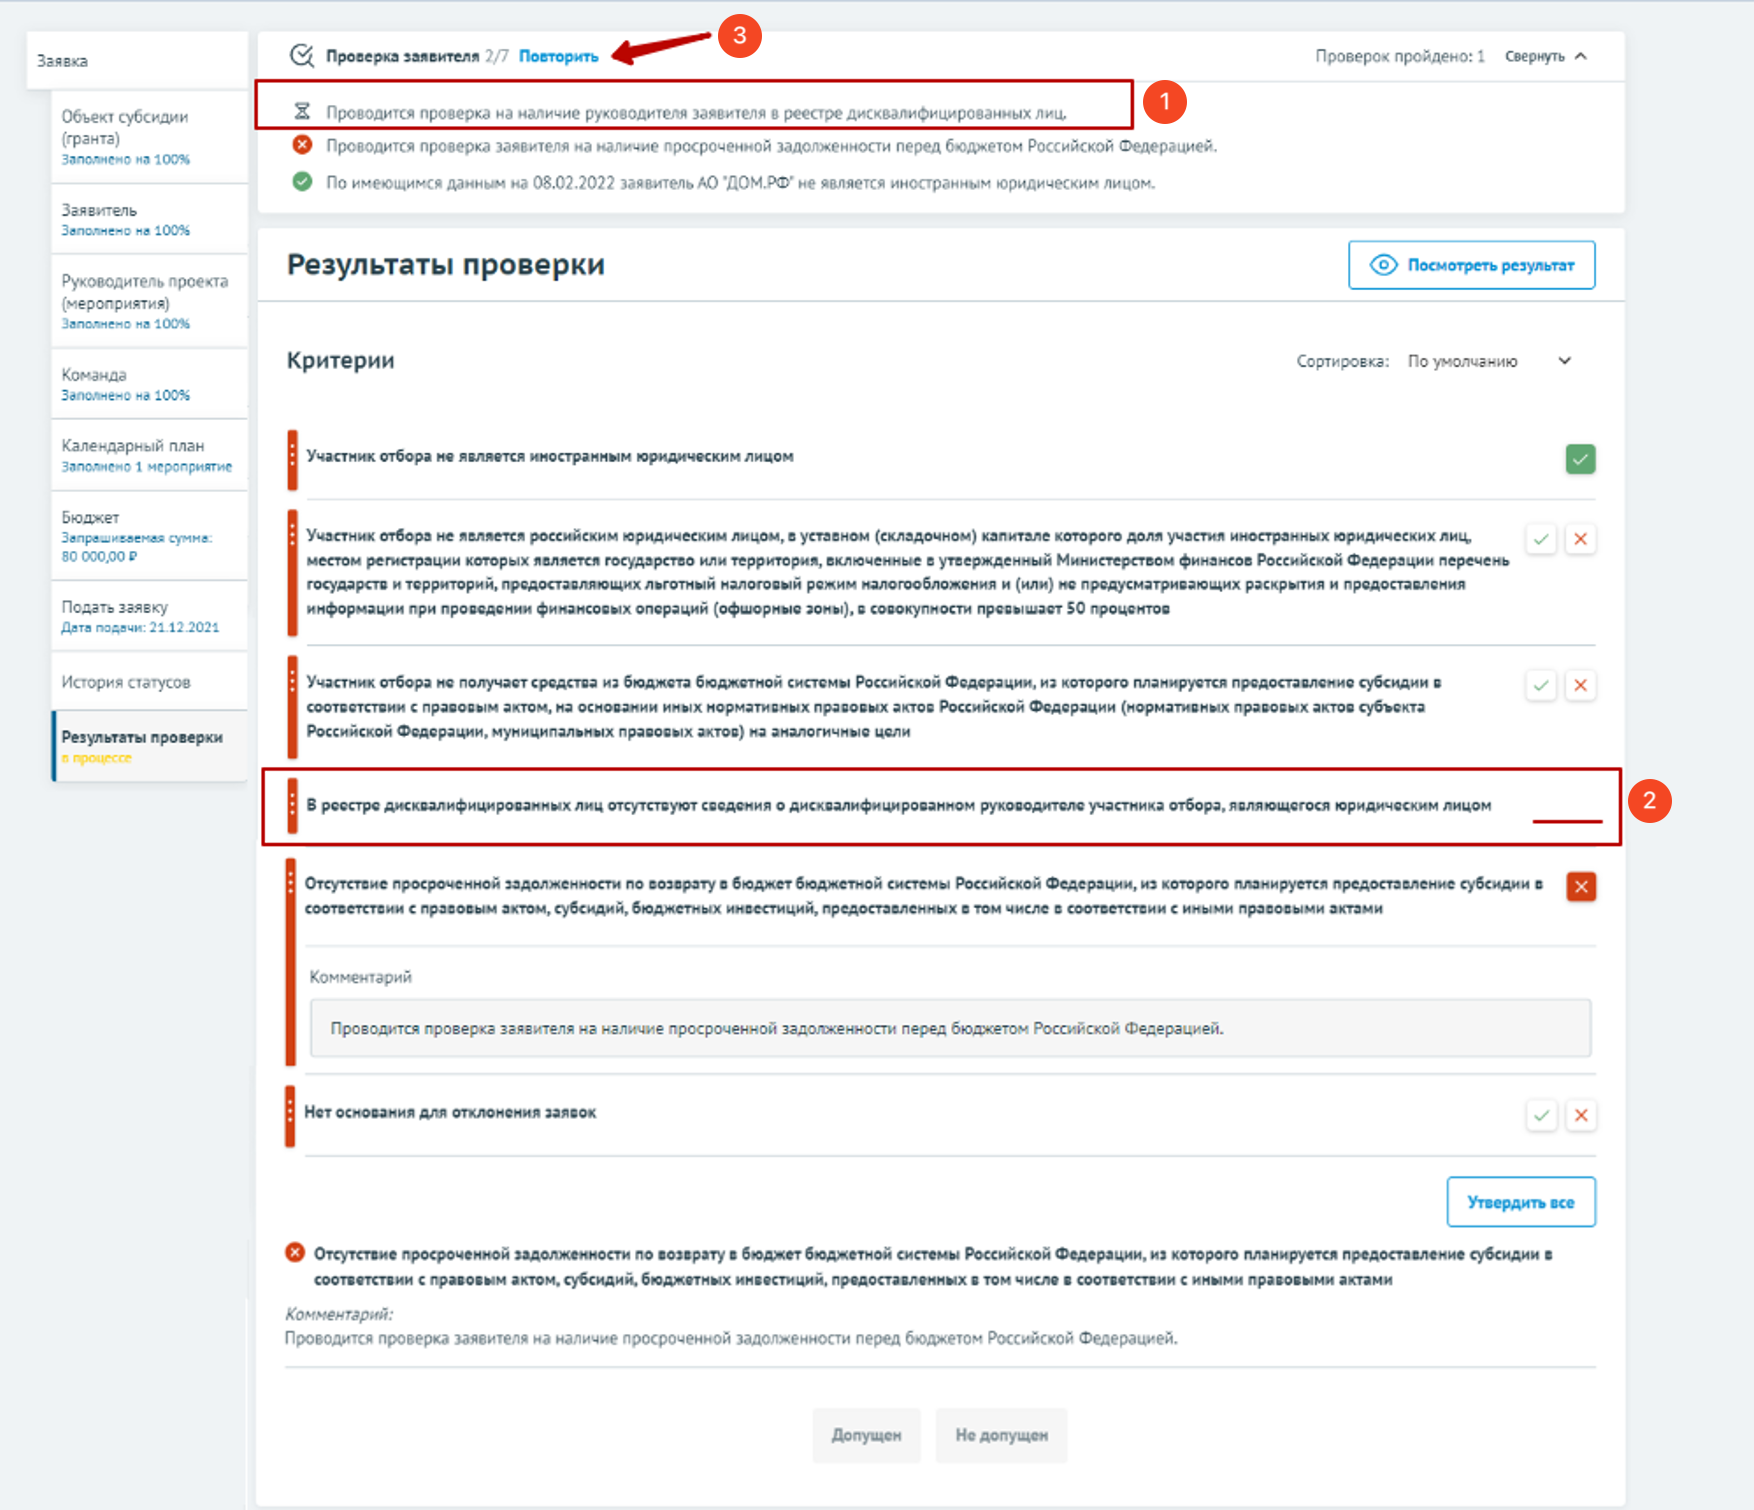 Заявка
Объект субсидии
(гранта)
Заполнено на 100%
Заявитель
Заполнено на 100%
Руководитель проекта
(мероприятия)
Заполнено на 100%
Команда
Заполнено на 100%
Календарный план
Заполнено 1 мероприятие
Бюджет
Запрашиваемая сумма:
80 000,00 ₽
Подать заявку
Дата подачи: 21.12.2021
История статусов
Результаты проверки
в процессе
Проверка заявителя 2/7 Повторить
3
Проверок пройдено: 1 Свернуть
Проводится проверка на наличие руководителя заявителя в реестре дисквалифицированных лиц.
1
Проводится проверка заявителя на наличие просроченной задолженности перед бюджетом Российской Федерацией.
По имеющимся данным на 08.02.2022 заявитель АО "ДОМ.РФ" не является иностранным юридическим лицом.
Результаты проверки
Посмотреть результат
Критерии
Сортировка: По умолчанию
Участник отбора не является иностранным юридическим лицом
Участник отбора не является российским юридическим лицом, в уставном (складочном) капитале которого доля участия иностранных юридических лиц,
местом регистрации которых является государство или территория, включенные в утвержденный Министерством финансов Российской Федерации перечень
государств и территорий, предоставляющих льготный налоговый режим налогообложения и (или) не предусматривающих раскрытия и предоставления
информации при проведении финансовых операций (офшорные зоны), в совокупности превышает 50 процентов
Участник отбора не получает средства из бюджета бюджетной системы Российской Федерации, из которого планируется предоставление субсидии в
соответствии с правовым актом, на основании иных нормативных правовых актов Российской Федерации (нормативных правовых актов субъекта
Российской Федерации, муниципальных правовых актов) на аналогичные цели
В реестре дисквалифицированных лиц отсутствуют сведения о дисквалифицированном руководителе участника отбора, являющегося юридическим лицом
2
Отсутствие просроченной задолженности по возврату в бюджет бюджетной системы Российской Федерации, из которого планируется предоставление субсидии в
соответствии с правовым актом, субсидий, бюджетных инвестиций, предоставленных в том числе в соответствии с иными правовыми актами
Комментарий
Проводится проверка заявителя на наличие просроченной задолженности перед бюджетом Российской Федерацией.
Нет основания для отклонения заявок
Утвердить все
Отсутствие просроченной задолженности по возврату в бюджет бюджетной системы Российской Федерации, из которого планируется предоставление субсидии в
соответствии с правовым актом, субсидий, бюджетных инвестиций, предоставленных в том числе в соответствии с иными правовыми актами
Комментарий:
Проводится проверка заявителя на наличие просроченной задолженности перед бюджетом Российской Федерацией.
Допущен
Не допущен